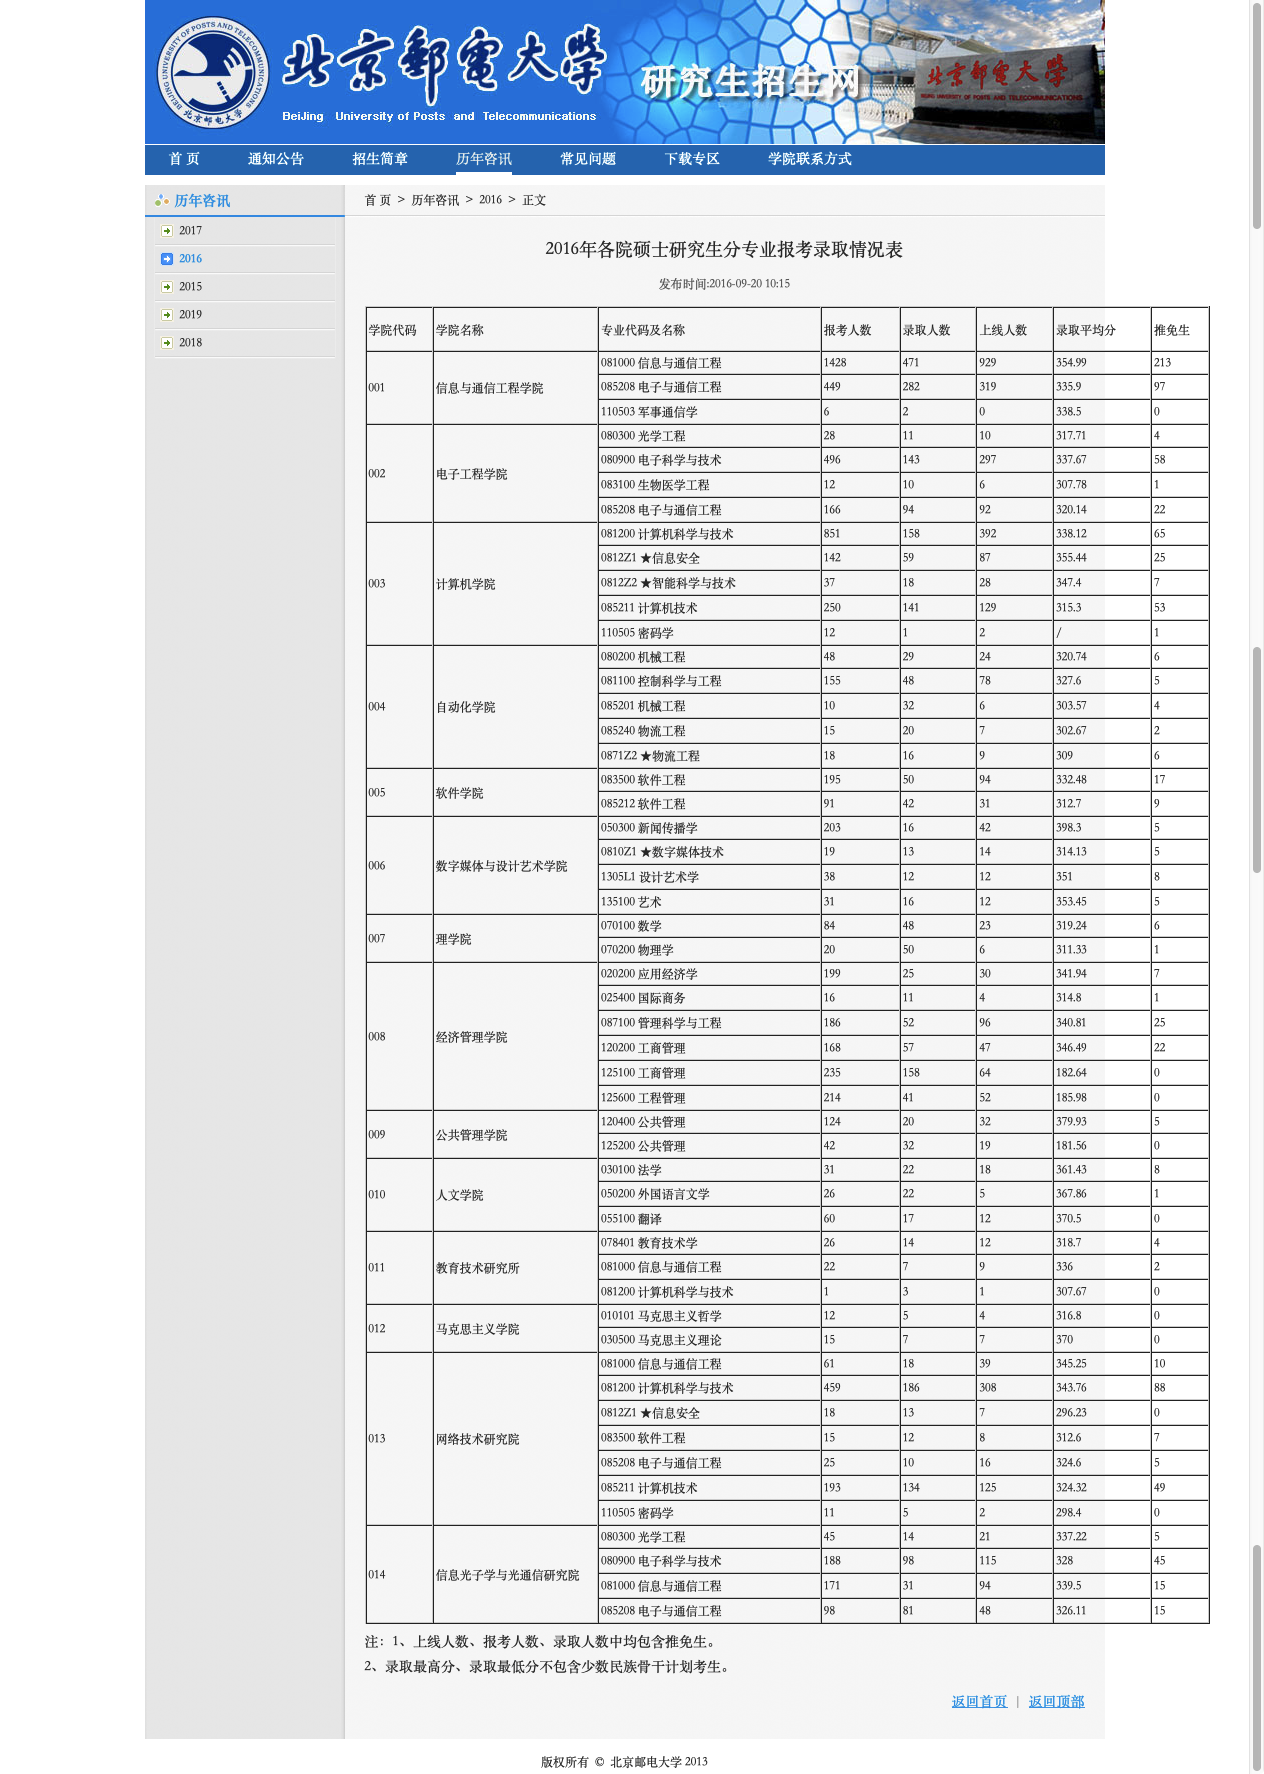 北京邮电大学
BEIJING UNIVERSITY OF POSTS AND TELECOMMUNICATIONS
北京郵電大學
BeiJing University of Posts and Telecommunications
研究生招生网
北京郵電大學
首 页 通知公告 招生简章 历年咨讯 常见问题 下载专区 学院联系方式
历年咨讯
2017
2016
2015
2019
2018
首 页 > 历年咨讯 > 2016 > 正文
2016年各院硕士研究生分专业报考录取情况表
发布时间:2016-09-20 10:15
学院代码 学院名称 专业代码及名称 报考人数 录取人数 上线人数 录取平均分 推免生
001 信息与通信工程学院 081000 信息与通信工程 1428 471 929 354.99 213
085208 电子与通信工程 449 282 319 335.9 97
110503 军事通信学 6 2 0 338.5 0
002 电子工程学院 080300 光学工程 28 11 10 317.71 4
080900 电子科学与技术 496 143 297 337.67 58
083100 生物医学工程 12 10 6 307.78 1
085208 电子与通信工程 166 94 92 320.14 22
003 计算机学院 081200 计算机科学与技术 851 158 392 338.12 65
0812Z1 ★信息安全 142 59 87 355.44 25
0812Z2 ★智能科学与技术 37 18 28 347.4 7
085211 计算机技术 250 141 129 315.3 53
110505 密码学 12 1 2 / 1
004 自动化学院 080200 机械工程 48 29 24 320.74 6
081100 控制科学与工程 155 48 78 327.6 5
085201 机械工程 10 32 6 303.57 4
085240 物流工程 15 20 7 302.67 2
0871Z2 ★物流工程 18 16 9 309 6
005 软件学院 083500 软件工程 195 50 94 332.48 17
085212 软件工程 91 42 31 312.7 9
006 数字媒体与设计艺术学院 050300 新闻传播学 203 16 42 398.3 5
0810Z1 ★数字媒体技术 19 13 14 314.13 5
1305L1 设计艺术学 38 12 12 351 8
135100 艺术 31 16 12 353.45 5
007 理学院 070100 数学 84 48 23 319.24 6
070200 物理学 20 50 6 311.33 1
008 经济管理学院 020200 应用经济学 199 25 30 341.94 7
025400 国际商务 16 11 4 314.8 1
087100 管理科学与工程 186 52 96 340.81 25
120200 工商管理 168 57 47 346.49 22
125100 工商管理 235 158 64 182.64 0
125600 工程管理 214 41 52 185.98 0
009 公共管理学院 120400 公共管理 124 20 32 379.93 5
125200 公共管理 42 32 19 181.56 0
010 人文学院 030100 法学 31 22 18 361.43 8
050200 外国语言文学 26 22 5 367.86 1
055100 翻译 60 17 12 370.5 0
011 教育技术研究所 078401 教育技术学 26 14 12 318.7 4
081000 信息与通信工程 22 7 9 336 2
081200 计算机科学与技术 1 3 1 307.67 0
012 马克思主义学院 010101 马克思主义哲学 12 5 4 316.8 0
030500 马克思主义理论 15 7 7 370 0
013 网络技术研究院 081000 信息与通信工程 61 18 39 345.25 10
081200 计算机科学与技术 459 186 308 343.76 88
0812Z1 ★信息安全 18 13 7 296.23 0
083500 软件工程 15 12 8 312.6 7
085208 电子与通信工程 25 10 16 324.6 5
085211 计算机技术 193 134 125 324.32 49
110505 密码学 11 5 2 298.4 0
014 信息光子学与光通信研究院 080300 光学工程 45 14 21 337.22 5
080900 电子科学与技术 188 98 115 328 45
081000 信息与通信工程 171 31 94 339.5 15
085208 电子与通信工程 98 81 48 326.11 15
注：1、上线人数、报考人数、录取人数中均包含推免生。
2、录取最高分、录取最低分不包含少数民族骨干计划考生。
返回首页 | 返回顶部
版权所有 © 北京邮电大学 2013